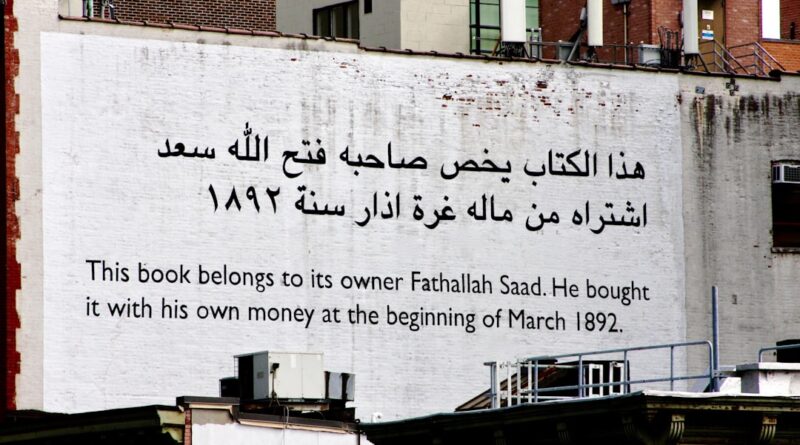 هذا الكتاب يخص صاحبه فتح الله سعد
اشتراه من ماله غرة اذار سنة ١٨٩٢
This book belongs to its owner Fathallah Saad. He bought
it with his own money at the beginning of March 1892.